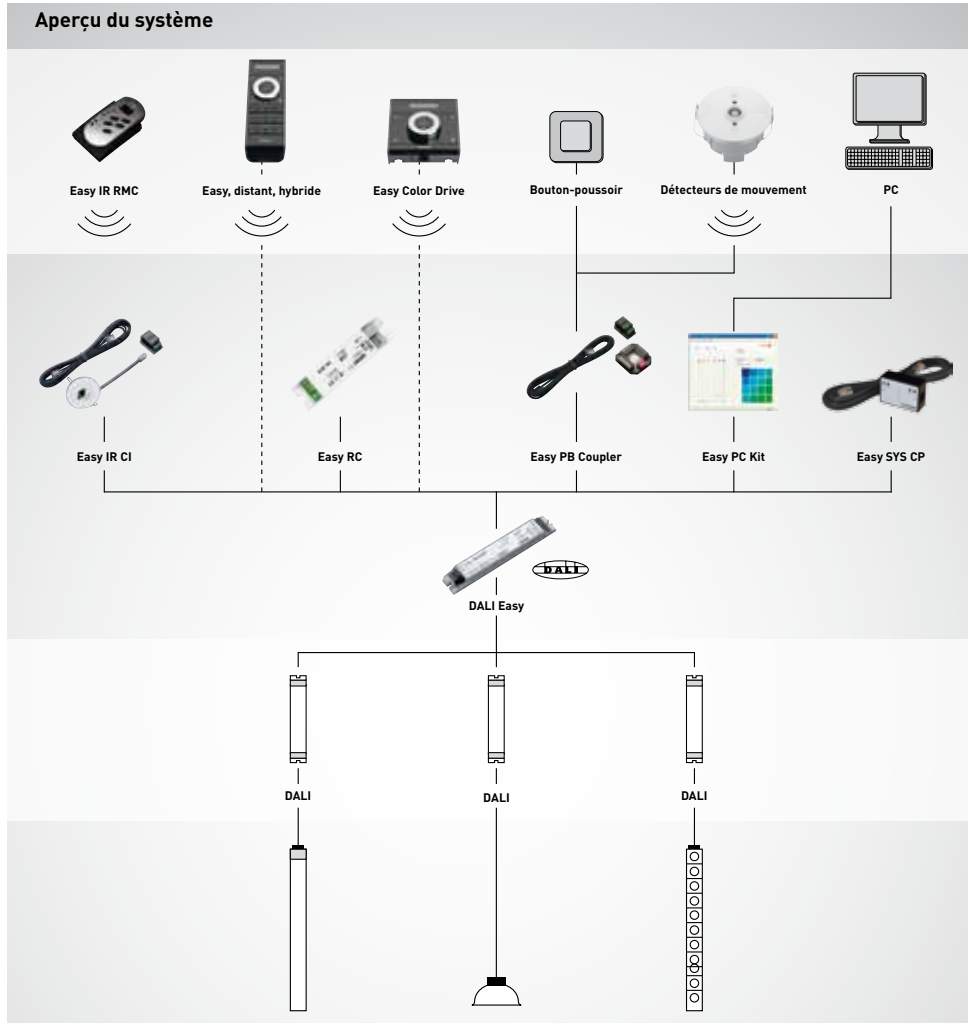 Aperçu du système
Easy IR RMC
Easy, distant, hybride
Easy Color Drive
Bouton-poussoir
Détecteurs de mouvement
PC
Easy IR CI
Easy RC
Easy PB Coupler
Easy PC Kit
Easy SYS CP
DALI
DALI Easy
DALI
DALI
DALI